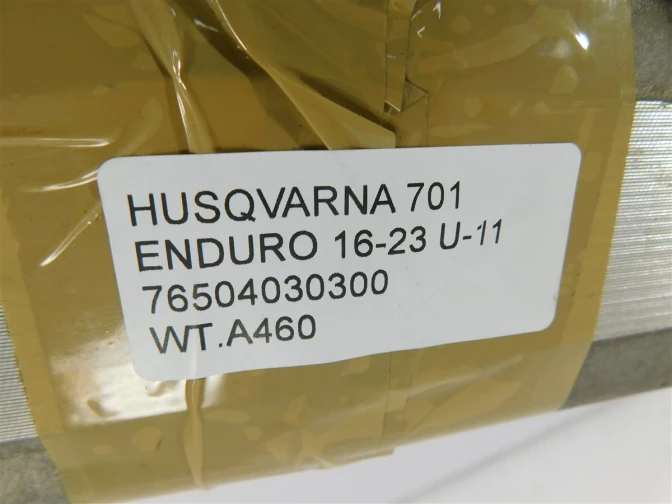 HUSQVARNA 701
ENDURO 16-23 U-11
76504030300
WT.A460